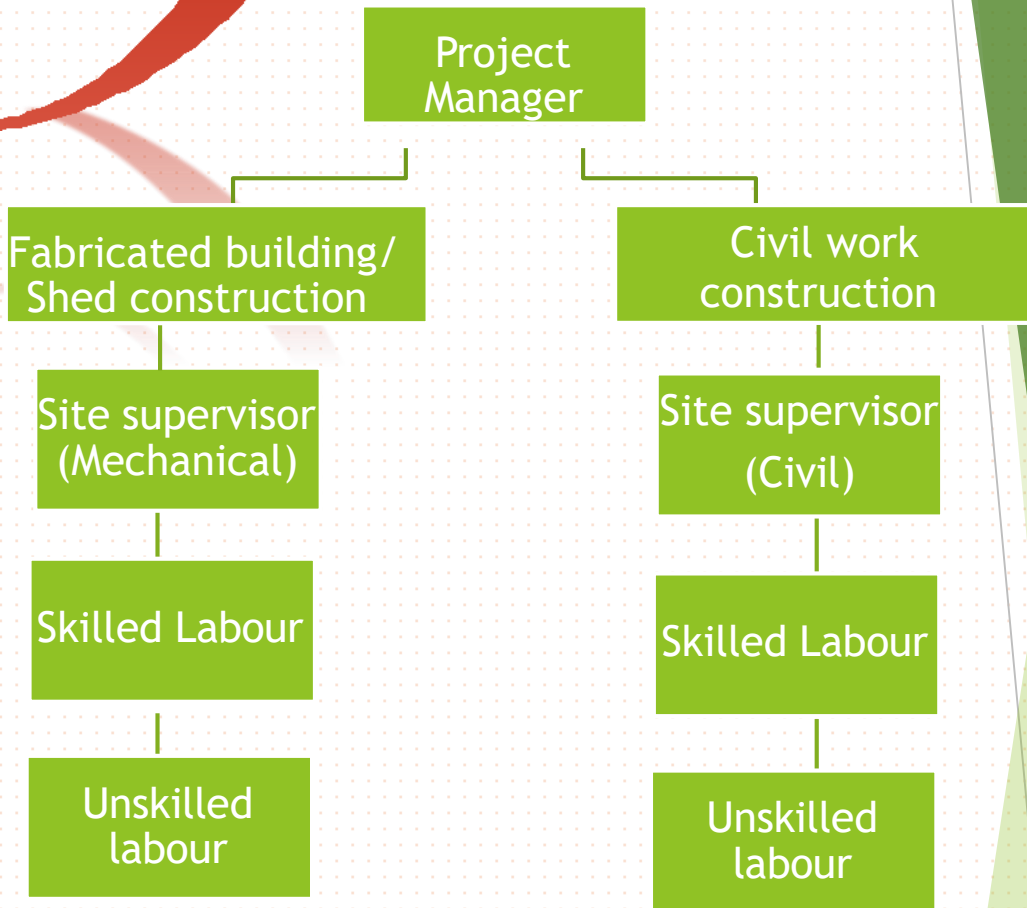 Project
Manager
Fabricated building/
Shed construction
Civil work
construction
Site supervisor
(Mechanical)
Site supervisor
(Civil)
Skilled Labour
Skilled Labour
Unskilled
labour
Unskilled
labour